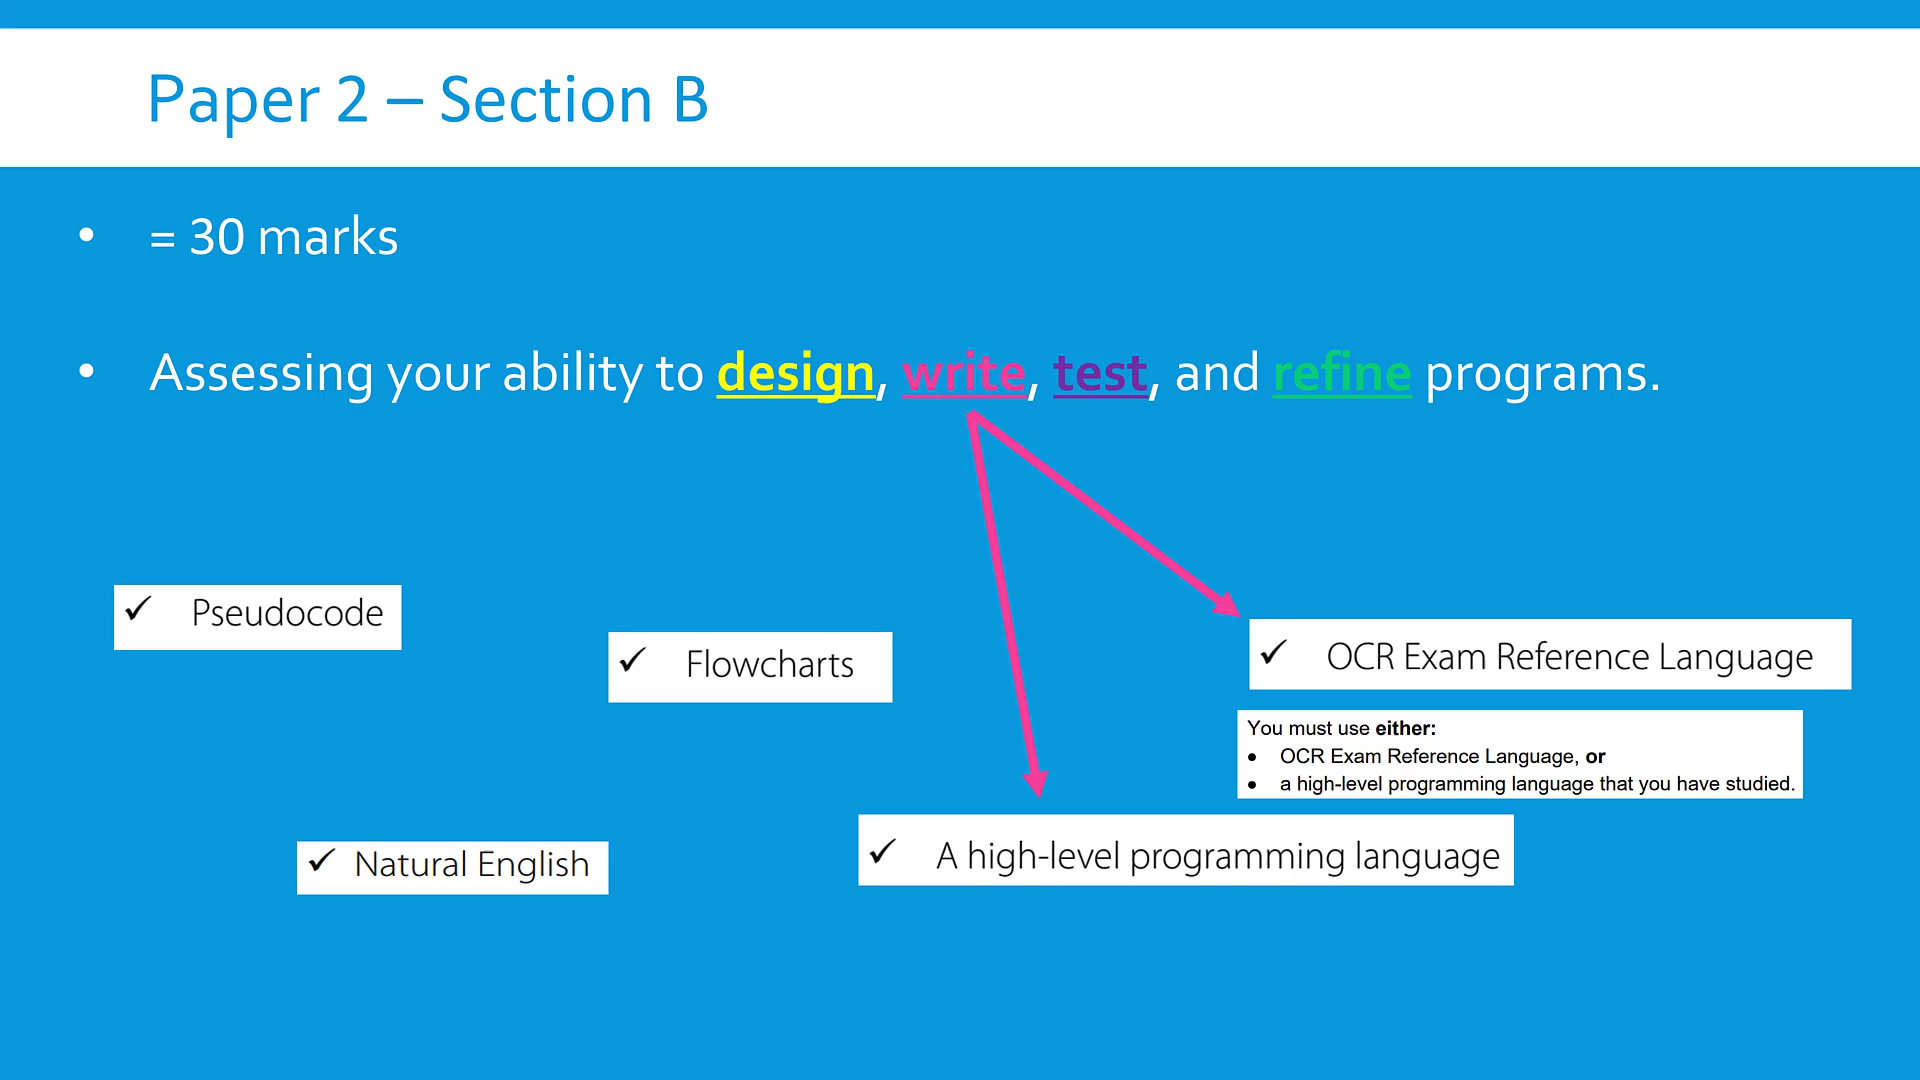 Paper 2 – Section B
• = 30 marks
• Assessing your ability to design, write, test, and refine programs.
✓ Pseudocode
✓ Flowcharts
✓ OCR Exam Reference Language
You must use either:
• OCR Exam Reference Language, or
• a high-level programming language that you have studied.
✓ Natural English
✓ A high-level programming language